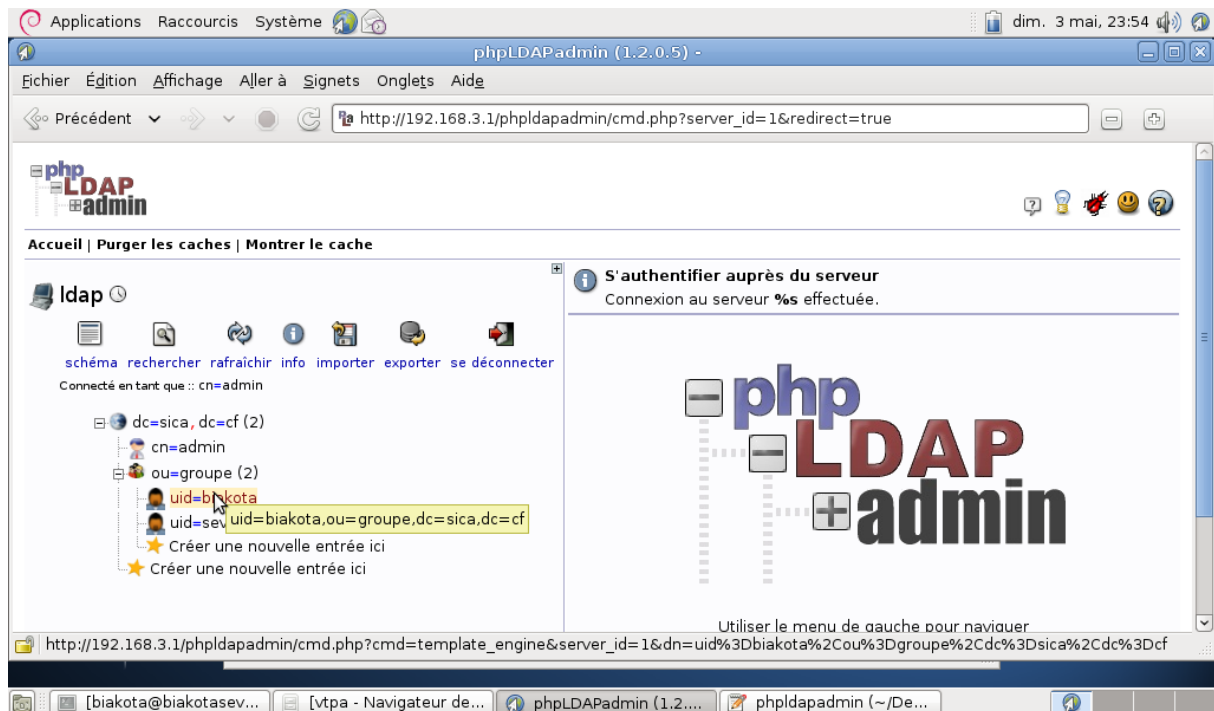 Applications Raccourcis Système dim. 3 mai, 23:54
phpLDAPadmin (1.2.0.5) -
Fichier Édition Affichage Aller à Signets Onglets Aide
Précédent http://192.168.3.1/phpldapadmin/cmd.php?server_id=1&redirect=true
php
LDAP
admin
Accueil | Purger les caches | Montrer le cache
ldap
schéma rechercher rafraîchir info importer exporter se déconnecter
Connecté en tant que :: cn=admin
dc=sica, dc=cf (2)
cn=admin
ou=groupe (2)
uid=biakota
uid=sev
uid=biakota,ou=groupe,dc=sica,dc=cf
Créer une nouvelle entrée ici
Créer une nouvelle entrée ici
S'authentifier auprès du serveur
Connexion au serveur %s effectuée.
php
LDAP
admin
Utiliser le menu de gauche pour naviguer
http://192.168.3.1/phpldapadmin/cmd.php?cmd=template_engine&server_id=1&dn=uid%3Dbiakota%2Cou%3Dgroupe%2Cdc%3Dsica%2Cdc%3Dcf
[biakota@biakotasev... [vtpa - Navigateur de... phpLDAPadmin (1.2.... phpldapadmin (~/De...